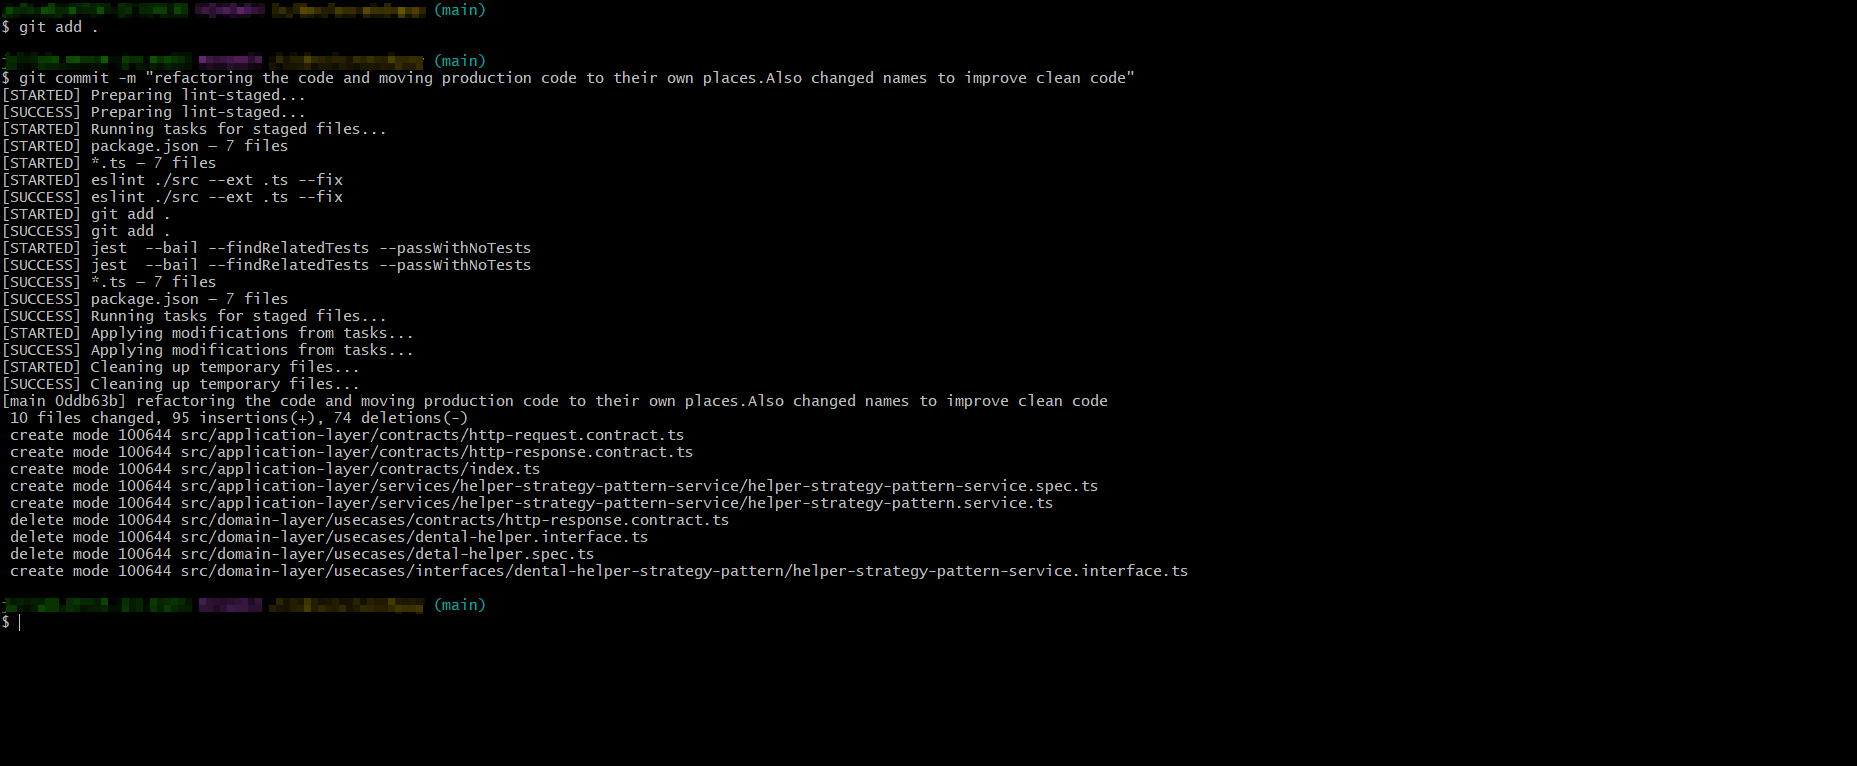 (main)
$ git add .
(main)
$ git commit -m "refactoring the code and moving production code to their own places.Also changed names to improve clean code"
[STARTED] Preparing lint-staged...
[SUCCESS] Preparing lint-staged...
[STARTED] Running tasks for staged files...
[STARTED] package.json — 7 files
[STARTED] *.ts — 7 files
[STARTED] eslint ./src --ext .ts --fix
[SUCCESS] eslint ./src --ext .ts --fix
[STARTED] git add .
[SUCCESS] git add .
[STARTED] jest  --bail --findRelatedTests --passWithNoTests
[SUCCESS] jest  --bail --findRelatedTests --passWithNoTests
[SUCCESS] *.ts — 7 files
[SUCCESS] package.json — 7 files
[SUCCESS] Running tasks for staged files...
[STARTED] Applying modifications from tasks...
[SUCCESS] Applying modifications from tasks...
[STARTED] Cleaning up temporary files...
[SUCCESS] Cleaning up temporary files...
[main 0ddb63b] refactoring the code and moving production code to their own places.Also changed names to improve clean code
 10 files changed, 95 insertions(+), 74 deletions(-)
 create mode 100644 src/application-layer/contracts/http-request.contract.ts
 create mode 100644 src/application-layer/contracts/http-response.contract.ts
 create mode 100644 src/application-layer/contracts/index.ts
 create mode 100644 src/application-layer/services/helper-strategy-pattern-service/helper-strategy-pattern-service.spec.ts
 create mode 100644 src/application-layer/services/helper-strategy-pattern-service/helper-strategy-pattern.service.ts
 delete mode 100644 src/domain-layer/usecases/contracts/http-response.contract.ts
 delete mode 100644 src/domain-layer/usecases/dental-helper.interface.ts
 delete mode 100644 src/domain-layer/usecases/detal-helper.spec.ts
 create mode 100644 src/domain-layer/usecases/interfaces/dental-helper-strategy-pattern/helper-strategy-pattern-service.interface.ts
(main)
$